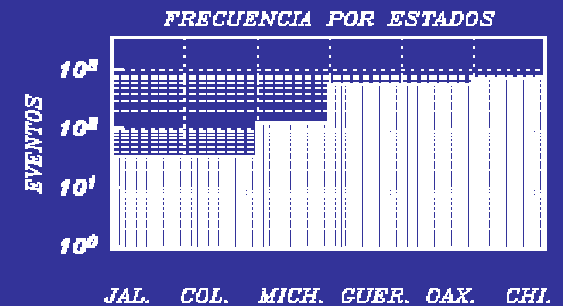 FRECUENCIA POR ESTADOS
EVENTOS
10³
10²
10¹
10⁰
JAL. COL. MICH. GUER. OAX. CHI.